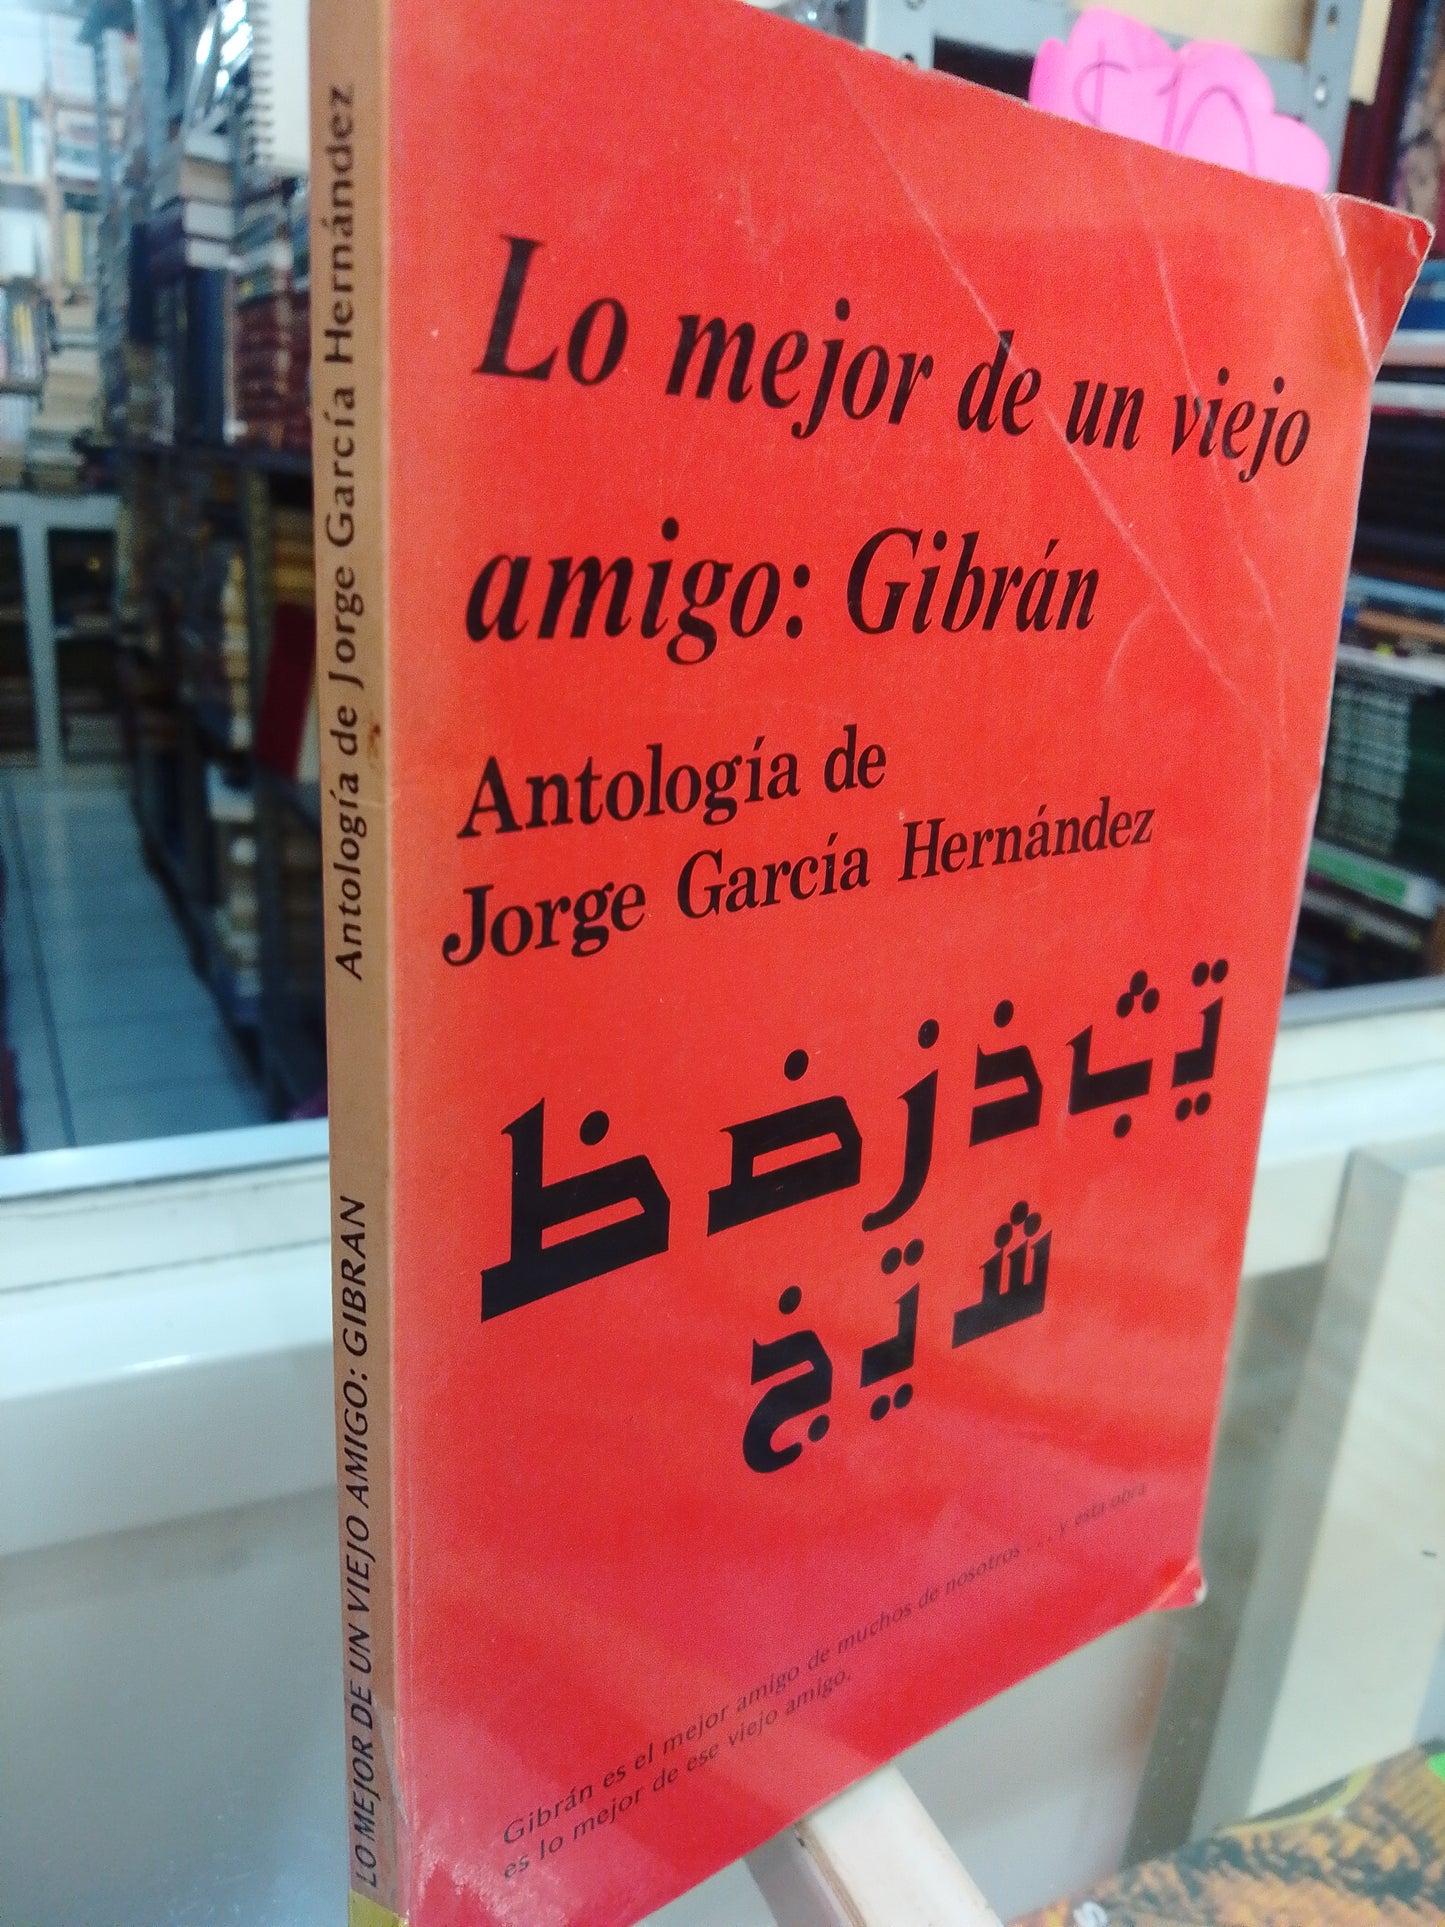 Lo mejor de un viejo
amigo: Gibrán
Antología de
Jorge García Hernández
Gibrán es el mejor amigo de muchos de nosotros . . . y esta obra
es lo mejor de ese viejo amigo.
LO MEJOR DE UN VIEJO AMIGO: GIBRAN Antología de Jorge García Hernández
$10